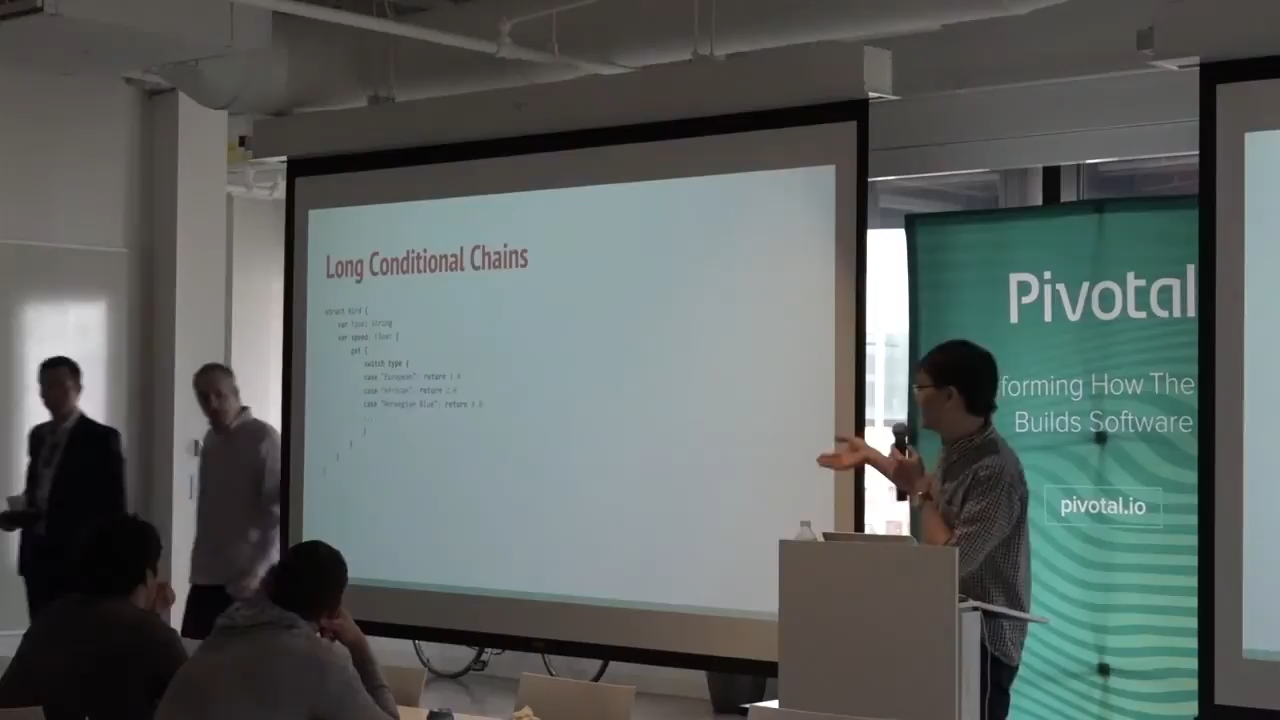 Long Conditional Chains
struct Bird {
var type: String
var speed: Float {
get {
switch type {
case "European": return
case "African": return
case "Norwegian Blue": return
...
}
}
}
}
Pivotal
forming How The
Builds Software
pivotal.io